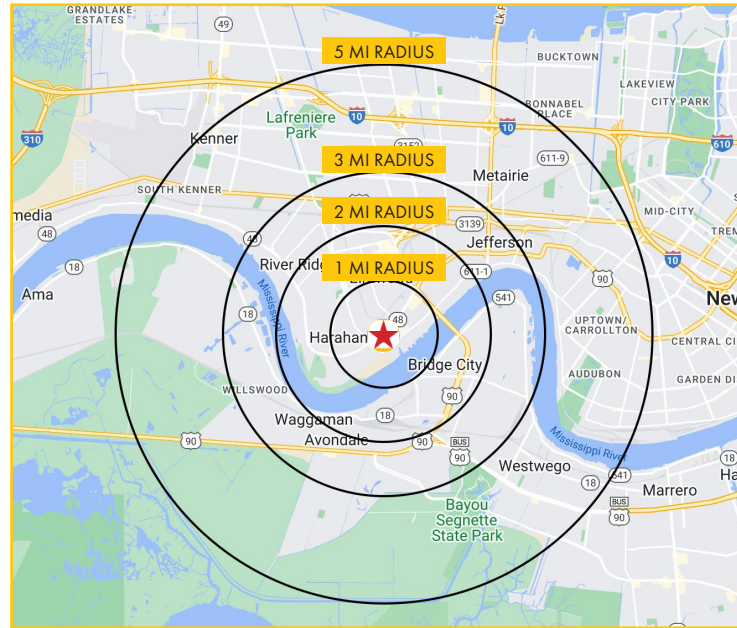 GRANDLAKE
ESTATES
49
5 MI RADIUS
BUCKTOWN
LAKEVIEW
CITY PARK
BONNABEL
PLACE
10
10
610
310
Lafreniere
Park
Kenner
3152
611-9
Metairie
3 MI RADIUS
SOUTH KENNER
MID-CITY
2 MI RADIUS
3139
media
48
48
Jefferson
10
18
River Ridge
1 MI RADIUS
611-1
90
Ama
Mississippi River
541
New
18
Harahan
48
UPTOWN/
CARROLLTON
CENTRAL CI
Bridge City
AUDUBON
GARDEN DI
WILLSWOOD
90
Waggaman
18
Avondale
90
90
BUS
90
Mississippi River
Westwego
18
541
18
Marrero
Ha
Bayou
Segnette
State Park
BUS
90